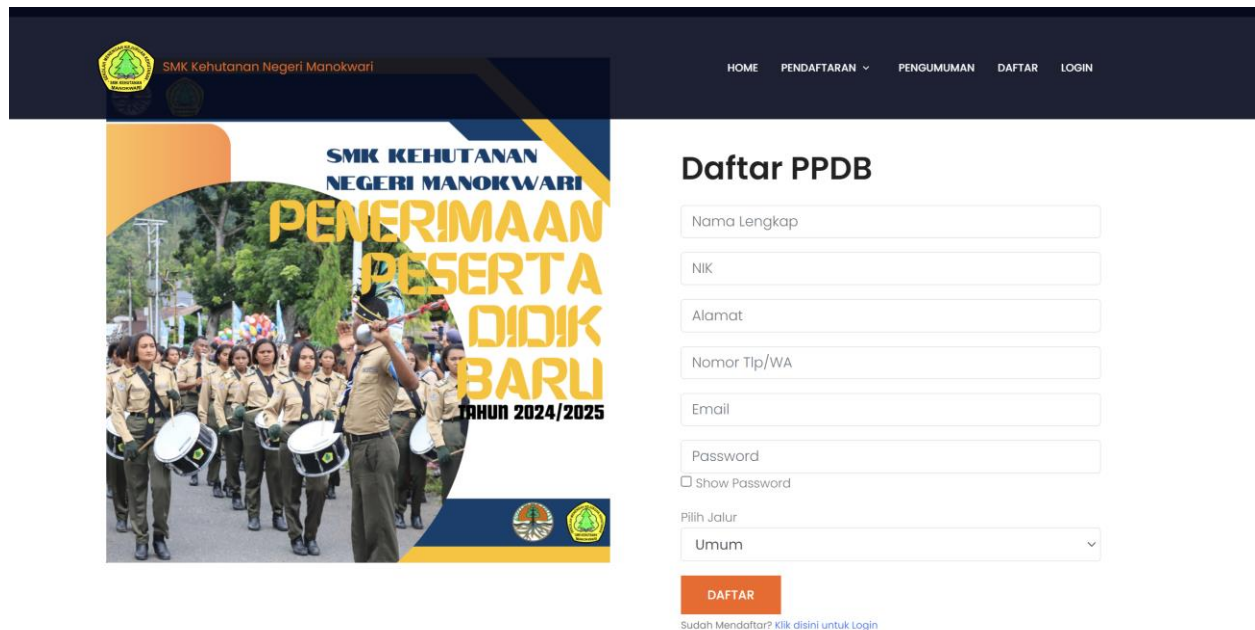 SMK Kehutanan Negeri Manokwari
HOME
PENDAFTARAN
PENGUMUMAN
DAFTAR
LOGIN
SMK KEHUTANAN
NEGERI MANOKWARI
PENERIMAAN
PESERTA
DIDIK
BARU
TAHUN 2024/2025
Daftar PPDB
Nama Lengkap
NIK
Alamat
Nomor Tlp/WA
Email
Password
Show Password
Pilih Jalur
Umum
DAFTAR
Sudah Mendaftar? Klik disini untuk Login